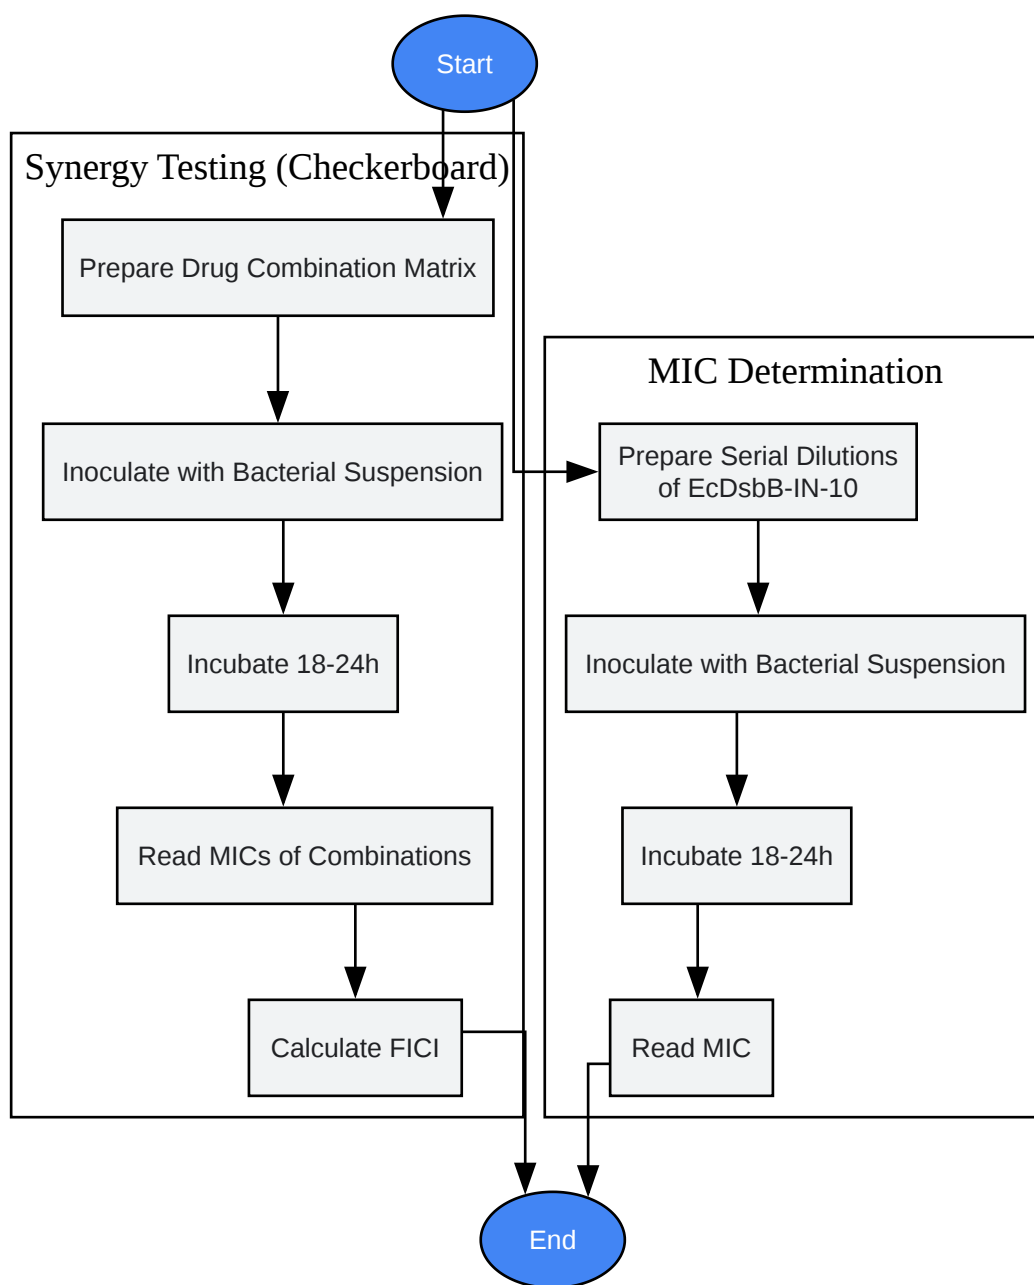 Start
Synergy Testing (Checkerboard)
Prepare Drug Combination Matrix
Inoculate with Bacterial Suspension
Incubate 18-24h
Read MICs of Combinations
Calculate FICI
MIC Determination
Prepare Serial Dilutions
of EcDsbB-IN-10
Inoculate with Bacterial Suspension
Incubate 18-24h
Read MIC
End